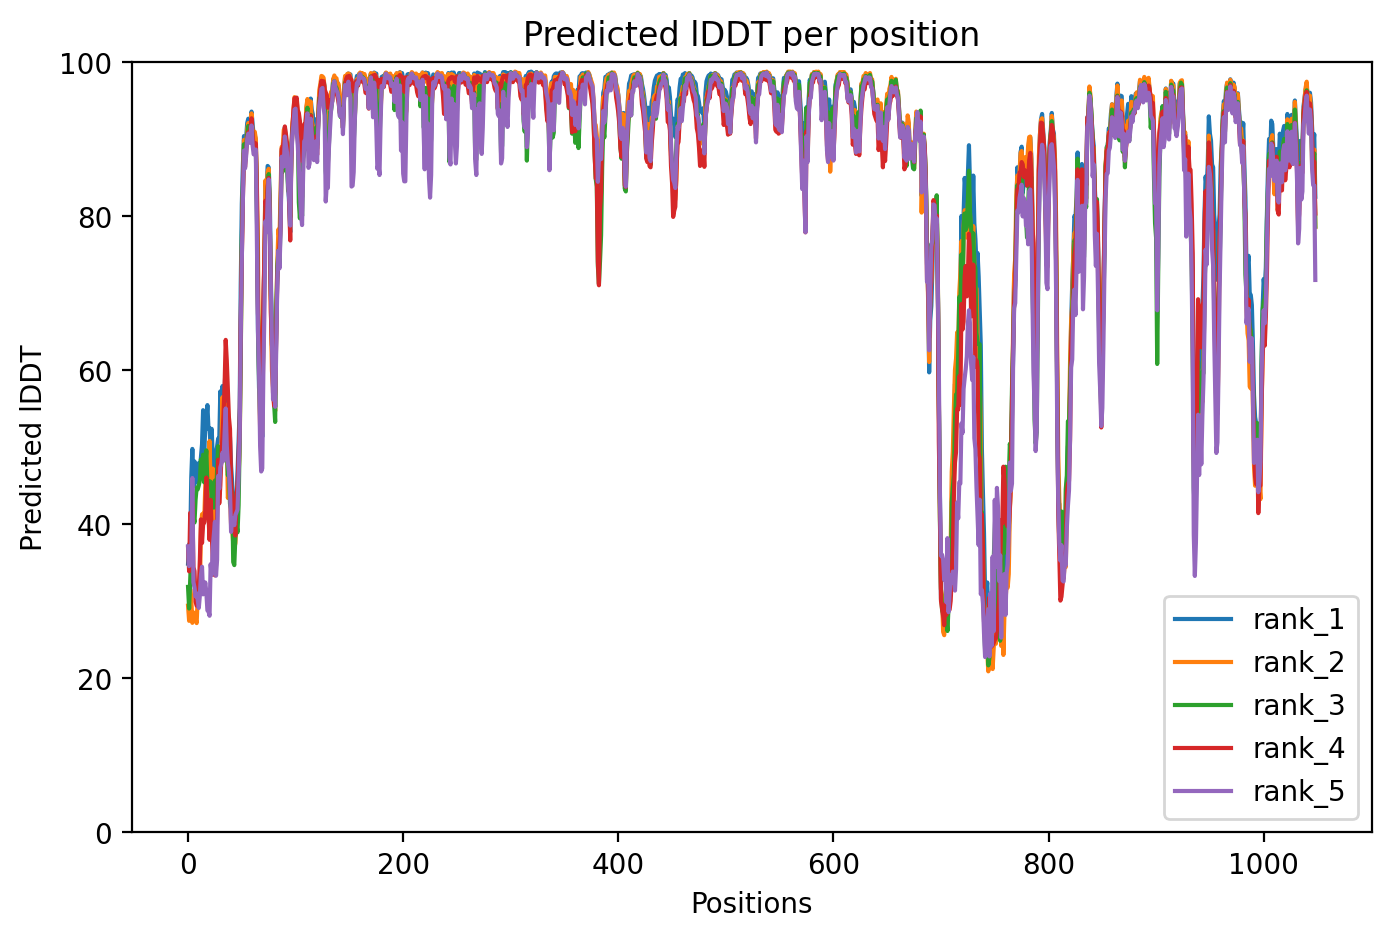 Predicted lDDT per position
100
80
60
40
20
0
Predicted lDDT
0 200 400 600 800 1000
Positions
rank_1
rank_2
rank_3
rank_4
rank_5